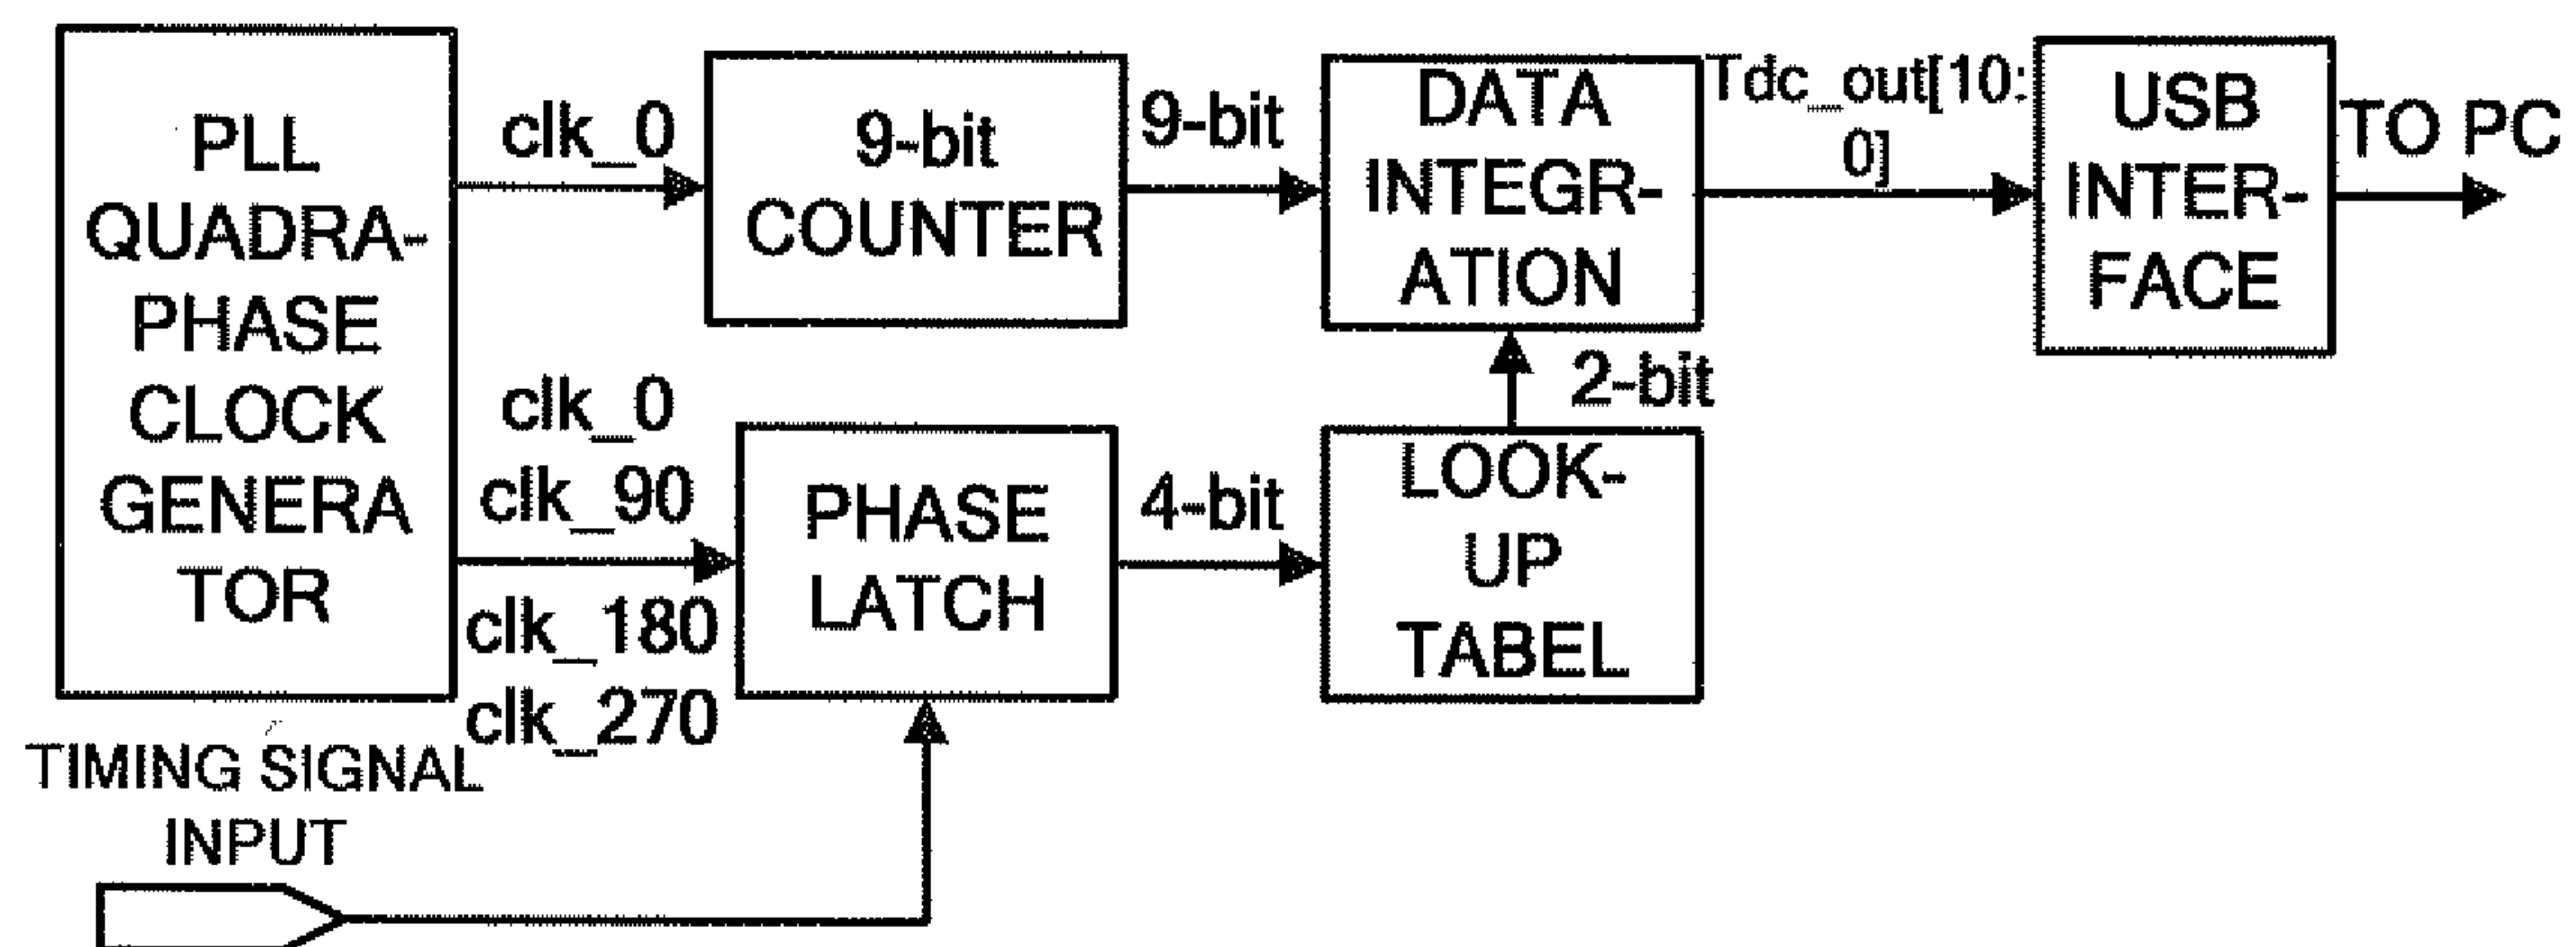 PLL
QUADRA-
PHASE
CLOCK
GENERA
TOR
clk_0
9-bit
COUNTER
9-bit
DATA
INTEGR-
ATION
Tdc_out[10:
0]
USB
INTER-
FACE
TO PC
clk_0
clk_90
clk_180
clk_270
PHASE
LATCH
4-bit
LOOK-
UP
TABEL
2-bit
TIMING SIGNAL
INPUT